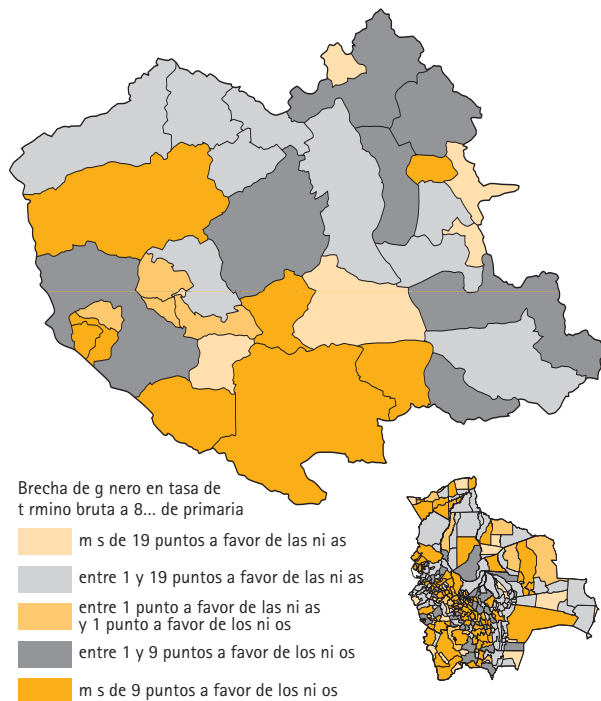 Brecha de g nero en tasa de
t rmino bruta a 8... de primaria
m s de 19 puntos a favor de las ni as
entre 1 y 19 puntos a favor de las ni as
entre 1 punto a favor de las ni as
y 1 punto a favor de los ni os
entre 1 y 9 puntos a favor de los ni os
m s de 9 puntos a favor de los ni os